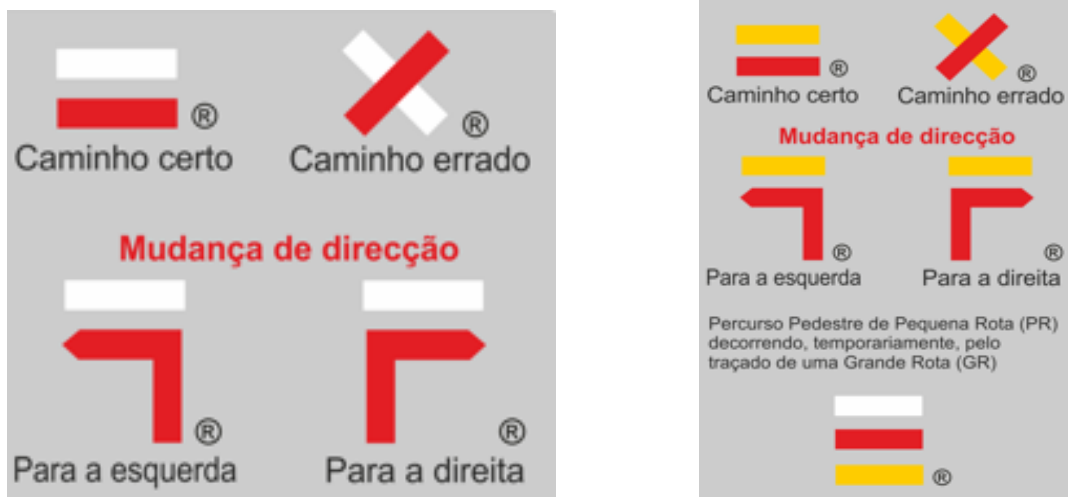 ®
®
Caminho certo
Caminho errado
Mudança de direcção
®
®
Para a esquerda
Para a direita
®
®
Caminho certo
Caminho errado
Mudança de direcção
®
®
Para a esquerda
Para a direita
Percurso Pedestre de Pequena Rota (PR)
decorrendo, temporariamente, pelo
traçado de uma Grande Rota (GR)
®